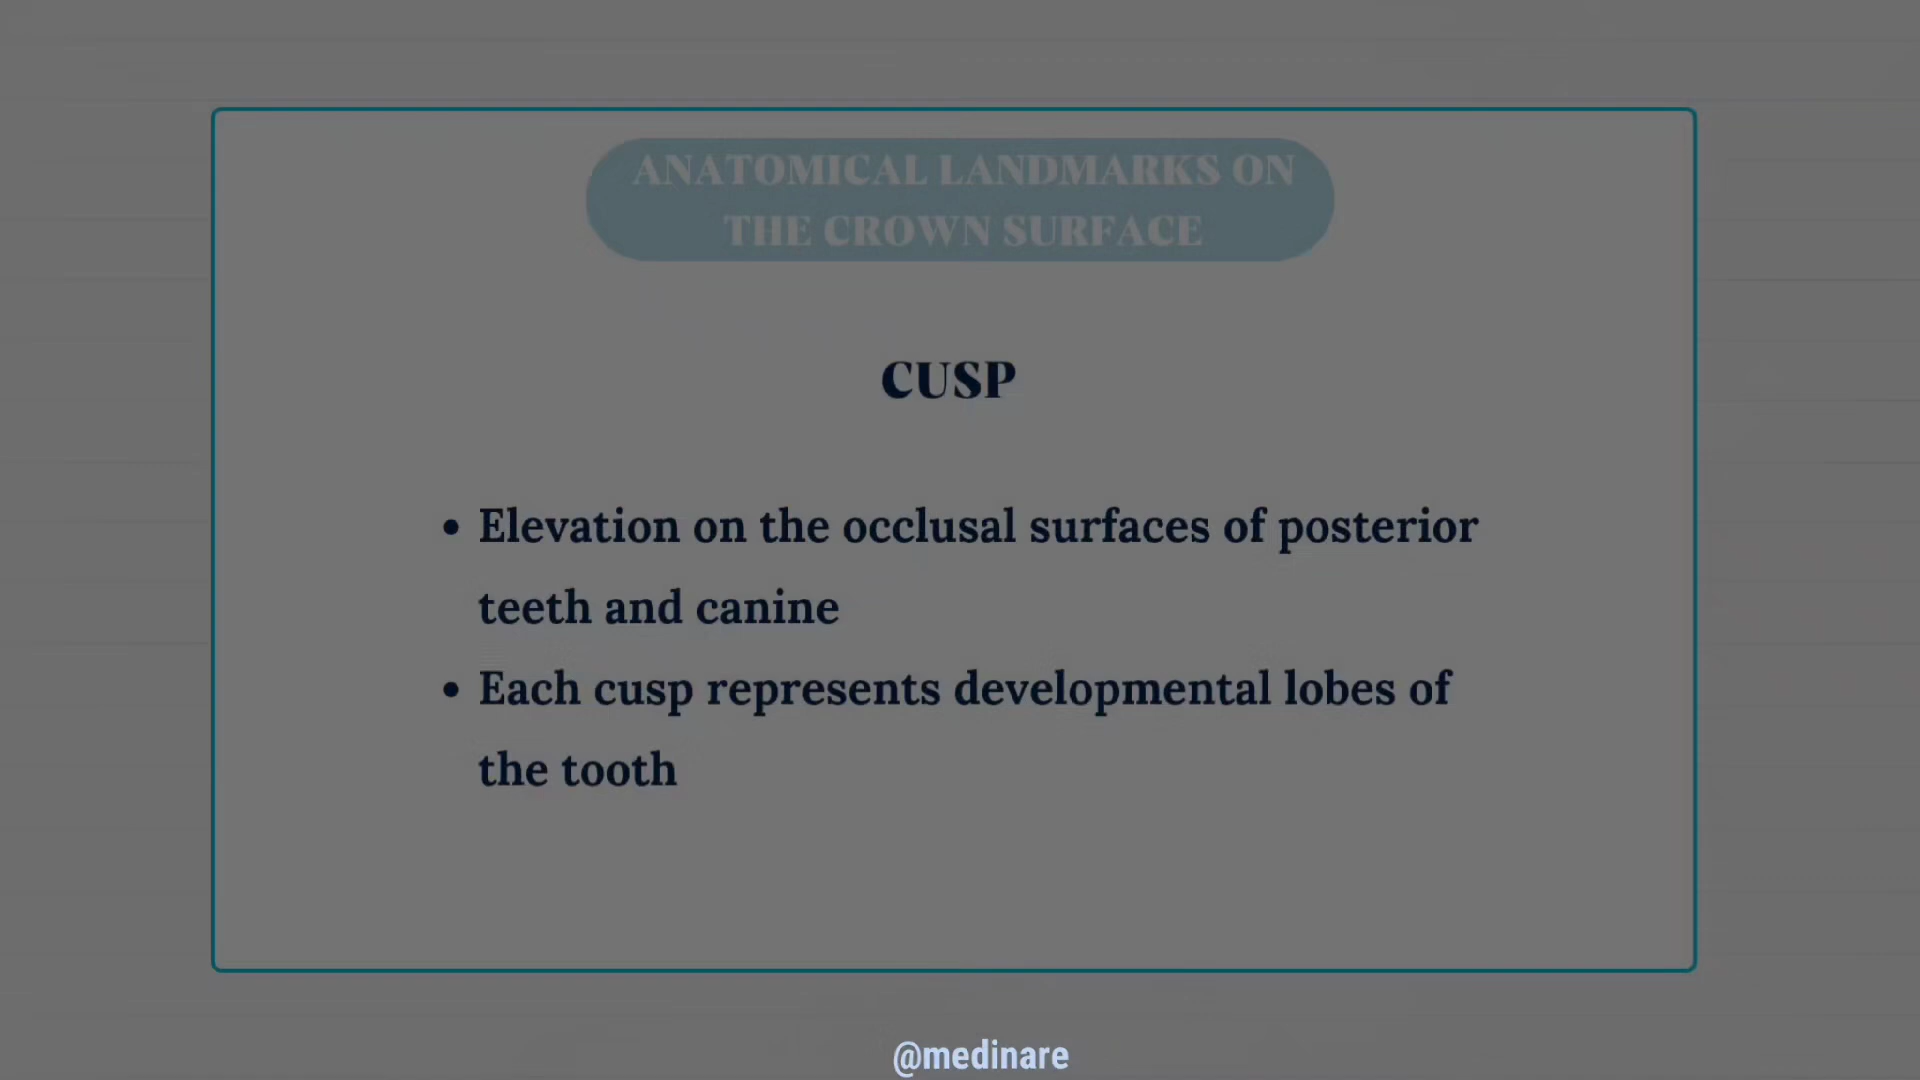 ANATOMICAL LANDMARKS ON
THE CROWN SURFACE
CUSP
• Elevation on the occlusal surfaces of posterior
teeth and canine
• Each cusp represents developmental lobes of
the tooth
@medinare